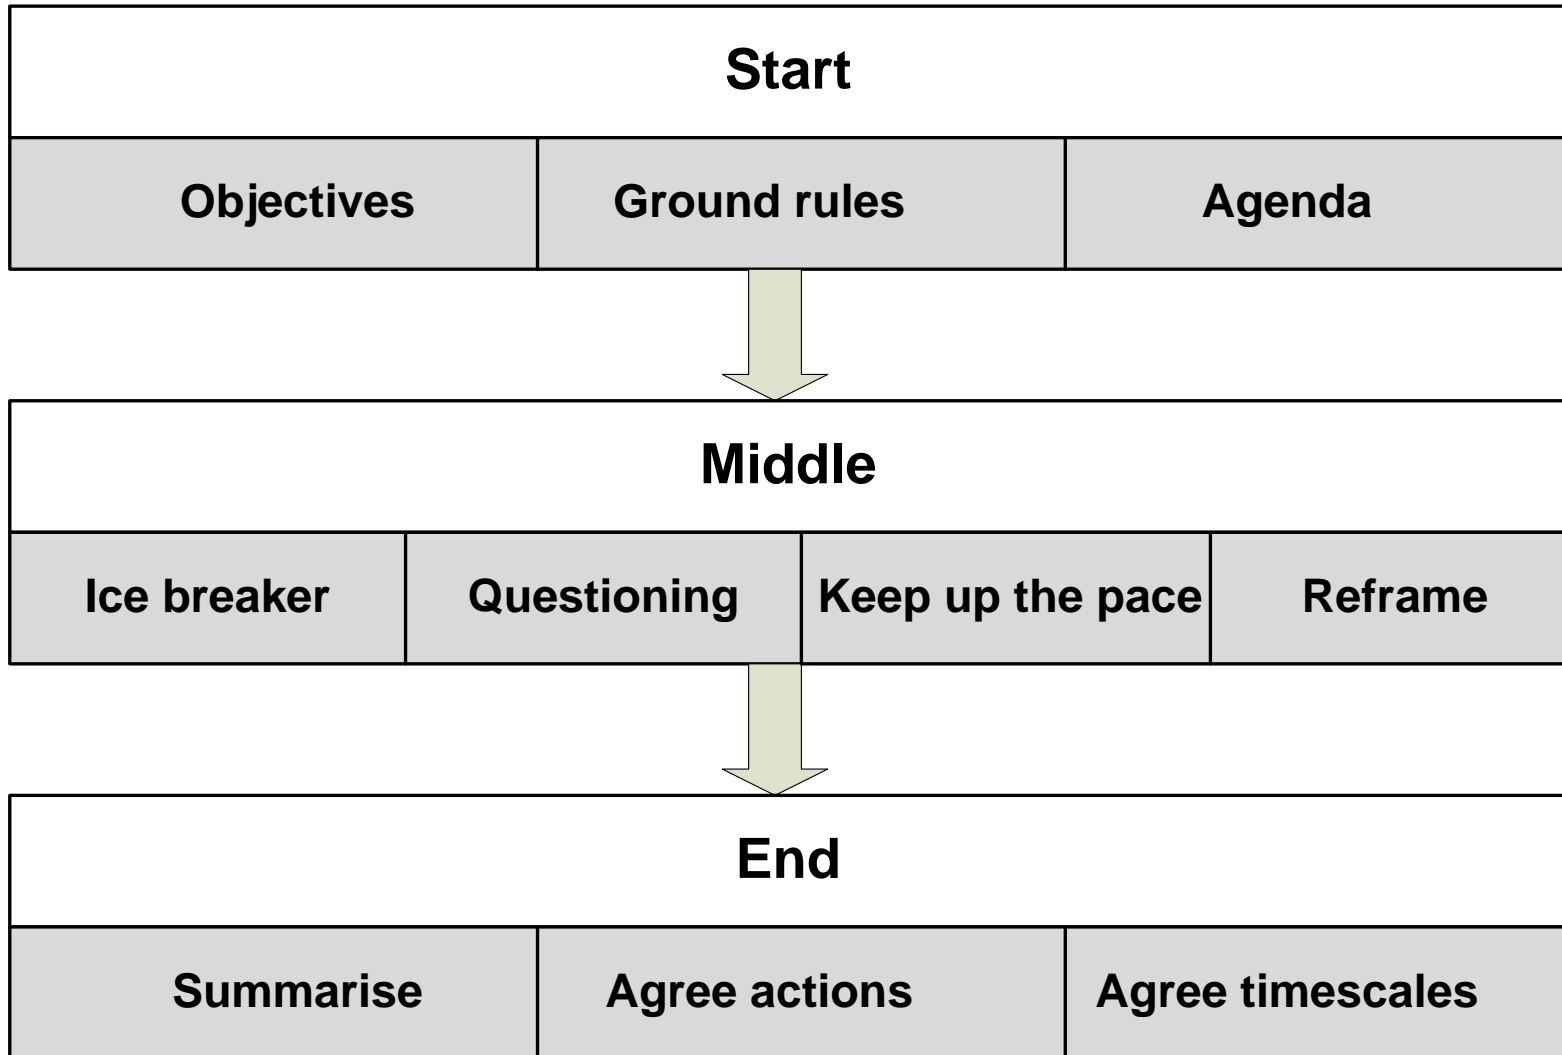 Start
Objectives Ground rules Agenda
Middle
Ice breaker Questioning Keep up the pace Reframe
End
Summarise Agree actions Agree timescales